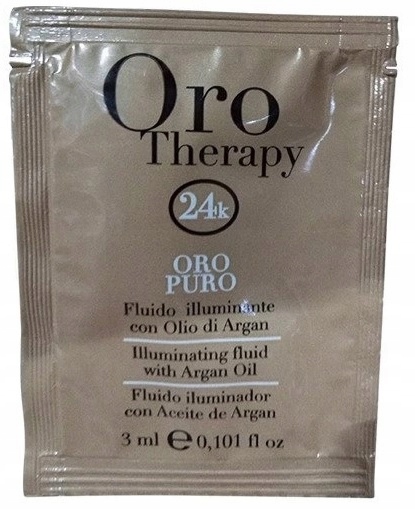 Oro
Therapy
24k
ORO
PURO
Fluido illuminante
con Olio di Argan
Illuminating fluid
with Argan Oil
Fluido iluminador
con Aceite de Argan
3 ml ℮ 0,101 fl oz